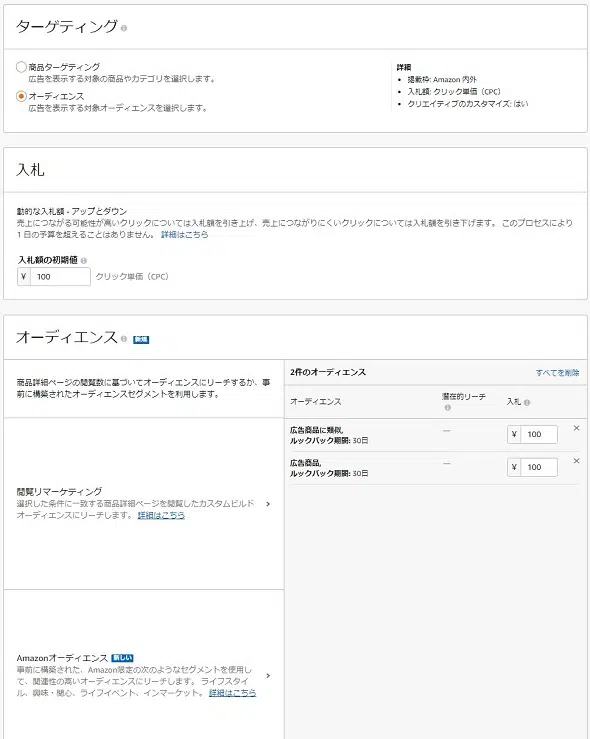 ターゲティング
商品ターゲティング
広告を表示する対象の商品やカテゴリを選択します。
オーディエンス
広告を表示する対象オーディエンスを選択します。
詳細
• 掲載枠: Amazon 内外
• 入札額: クリック単価（CPC）
• クリエイティブのカスタマイズ: はい
入札
動的な入札額 - アップとダウン
売上につながる可能性が高いクリックについては入札額を引き上げ、売上につながりにくいクリックについては入札額を引き下げます。 このプロセスにより
1 日の予算を超えることはありません。 詳細はこちら
入札額の初期値
¥ 100 クリック単価（CPC）
オーディエンス 新規
商品詳細ページの閲覧数に基づいてオーディエンスにリーチするか、事
前に構築されたオーディエンスセグメントを利用します。
閲覧リマーケティング
選択した条件に一致する商品詳細ページを閲覧したカスタムビルド
オーディエンスにリーチします。 詳細はこちら
Amazonオーディエンス 新しい
事前に構築された、Amazon限定の次のようなセグメントを使用し
て、関連性の高いオーディエンスにリーチします。 ライフスタイ
ル、興味・関心、ライフイベント、インマーケット。 詳細はこちら
2件のオーディエンス すべてを削除
オーディエンス 潜在的リーチ 入札
広告商品に類似, — ¥ 100 ×
ルックバック期間: 30日
広告商品, — ¥ 100 ×
ルックバック期間: 30日